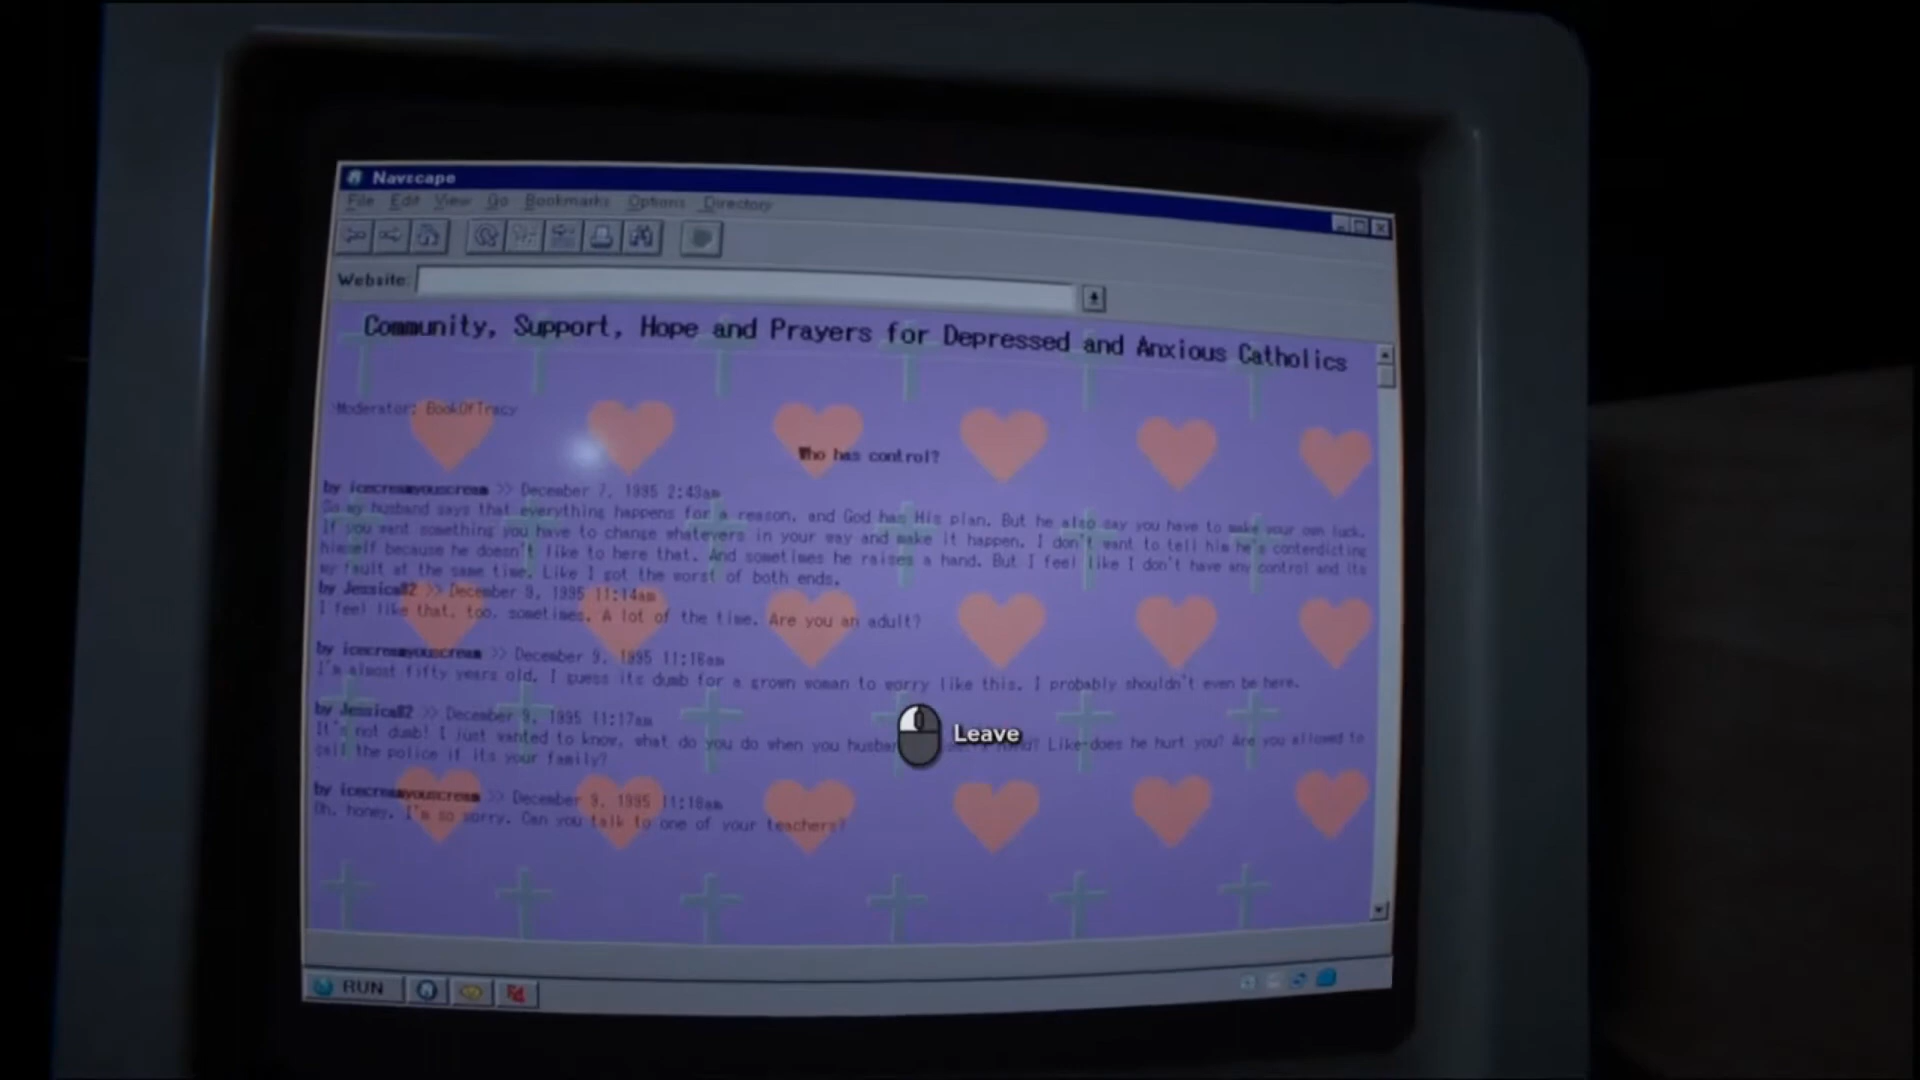 Navscape
File Edit View Go Bookmarks Options Directory
Website:
Community, Support, Hope and Prayers for Depressed and Anxious Catholics
Moderator: BookOfTracy
Who has control?
by icecreamyouscream >> December 7, 1995 2:43am
So my husband says that everything happens for a reason, and God has His plan. But he also say you have to make your own luck.
If you want something you have to change whatevers in your way and make it happen. I don't want to tell him he's conterdicting
himself because he doesn't like to here that. And sometimes he raises a hand. But I feel like I don't have any control and its
my fault at the same time. Like I got the worst of both ends.
by Jessica82 >> December 9, 1995 11:14am
I feel like that, too, sometimes. A lot of the time. Are you an adult?
by icecreamyouscream >> December 9, 1995 11:16am
I'm almost fifty years old. I guess its dumb for a grown woman to worry like this. I probably shouldn't even be here.
by Jessica82 >> December 9, 1995 11:17am
It's not dumb! I just wanted to know, what do you do when you husba hand? Like does he hurt you? Are you allowed to
call the police if its your family?
Leave
by icecreamyouscream >> December 9, 1995 11:18am
Oh, honey. I'm so sorry. Can you talk to one of your teachers?
RUN